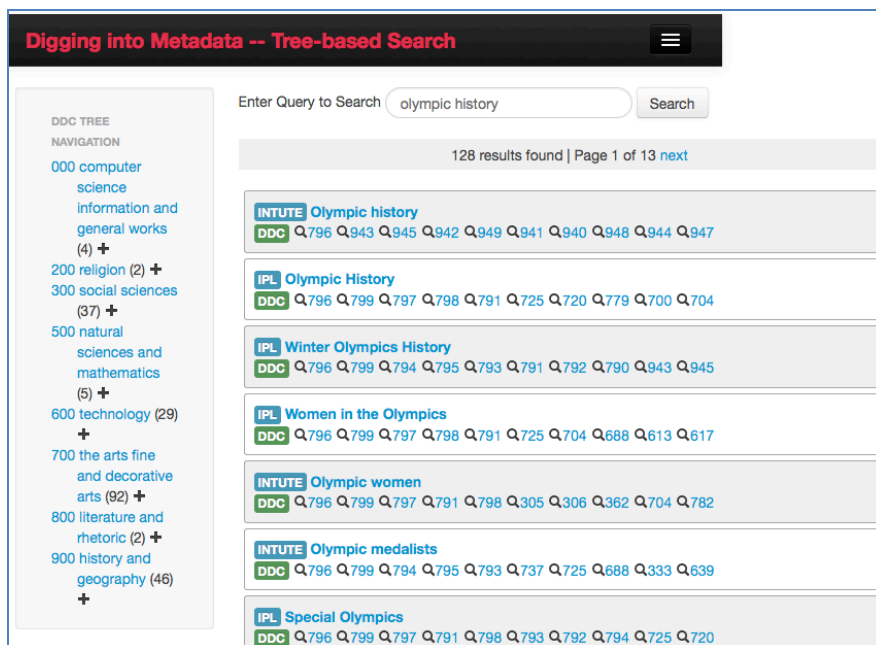 Digging into Metadata -- Tree-based Search
DDC TREE
NAVIGATION
000 computer
science
information and
general works
(4)
200 religion (2)
300 social sciences
(37)
500 natural
sciences and
mathematics
(5)
600 technology (29)
700 the arts fine
and decorative
arts (92)
800 literature and
rhetoric (2)
900 history and
geography (46)
Enter Query to Search olympic history Search
128 results found | Page 1 of 13 next
INTUTE Olympic history
DDC 796 943 945 942 949 941 940 948 944 947
IPL Olympic History
DDC 796 799 797 798 791 725 720 779 700 704
IPL Winter Olympics History
DDC 796 799 794 795 793 791 792 790 943 945
IPL Women in the Olympics
DDC 796 799 797 798 791 725 704 688 613 617
INTUTE Olympic women
DDC 796 799 797 791 798 305 306 362 704 782
INTUTE Olympic medalists
DDC 796 799 794 795 793 737 725 688 333 639
IPL Special Olympics
DDC 796 799 797 791 798 793 792 794 725 720